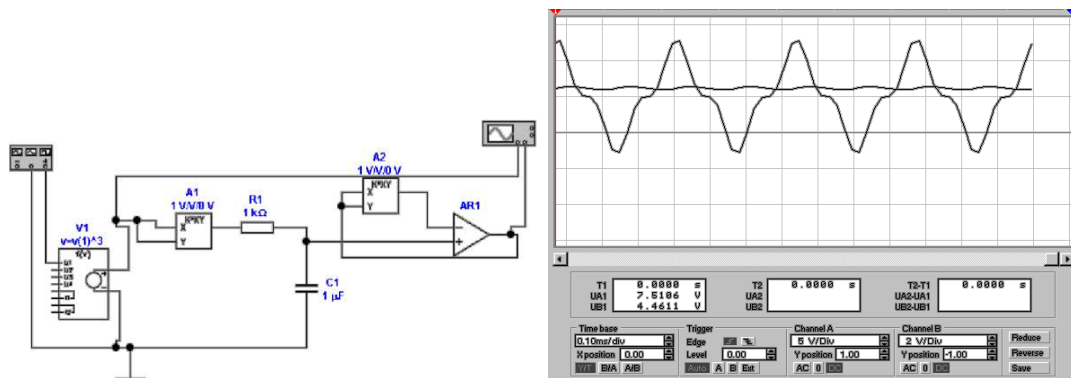 A2
1 V/V/0 V
K*XY
X
Y
A1
1 V/V/0 V
K*XY
X
Y
R1
1 kΩ
AR1
V1
v=v(1)^3
f(v)
C1
1 µF
T1 0.0000 s
UA1 7.5106 V
UB1 4.4611 V
T2 0.0000 s
UA2
UB2
T2-T1 0.0000 s
UA2-UA1
UB2-UB1
Time base
0.10ms/div
X position 0.00
Y/T B/A A/B
Trigger
Edge
Level 0.00
Auto A B Ext
Channel A
5 V/Div
Y position 1.00
AC 0 DC
Channel B
2 V/Div
Y position -1.00
AC 0 DC
Reduce
Reverse
Save